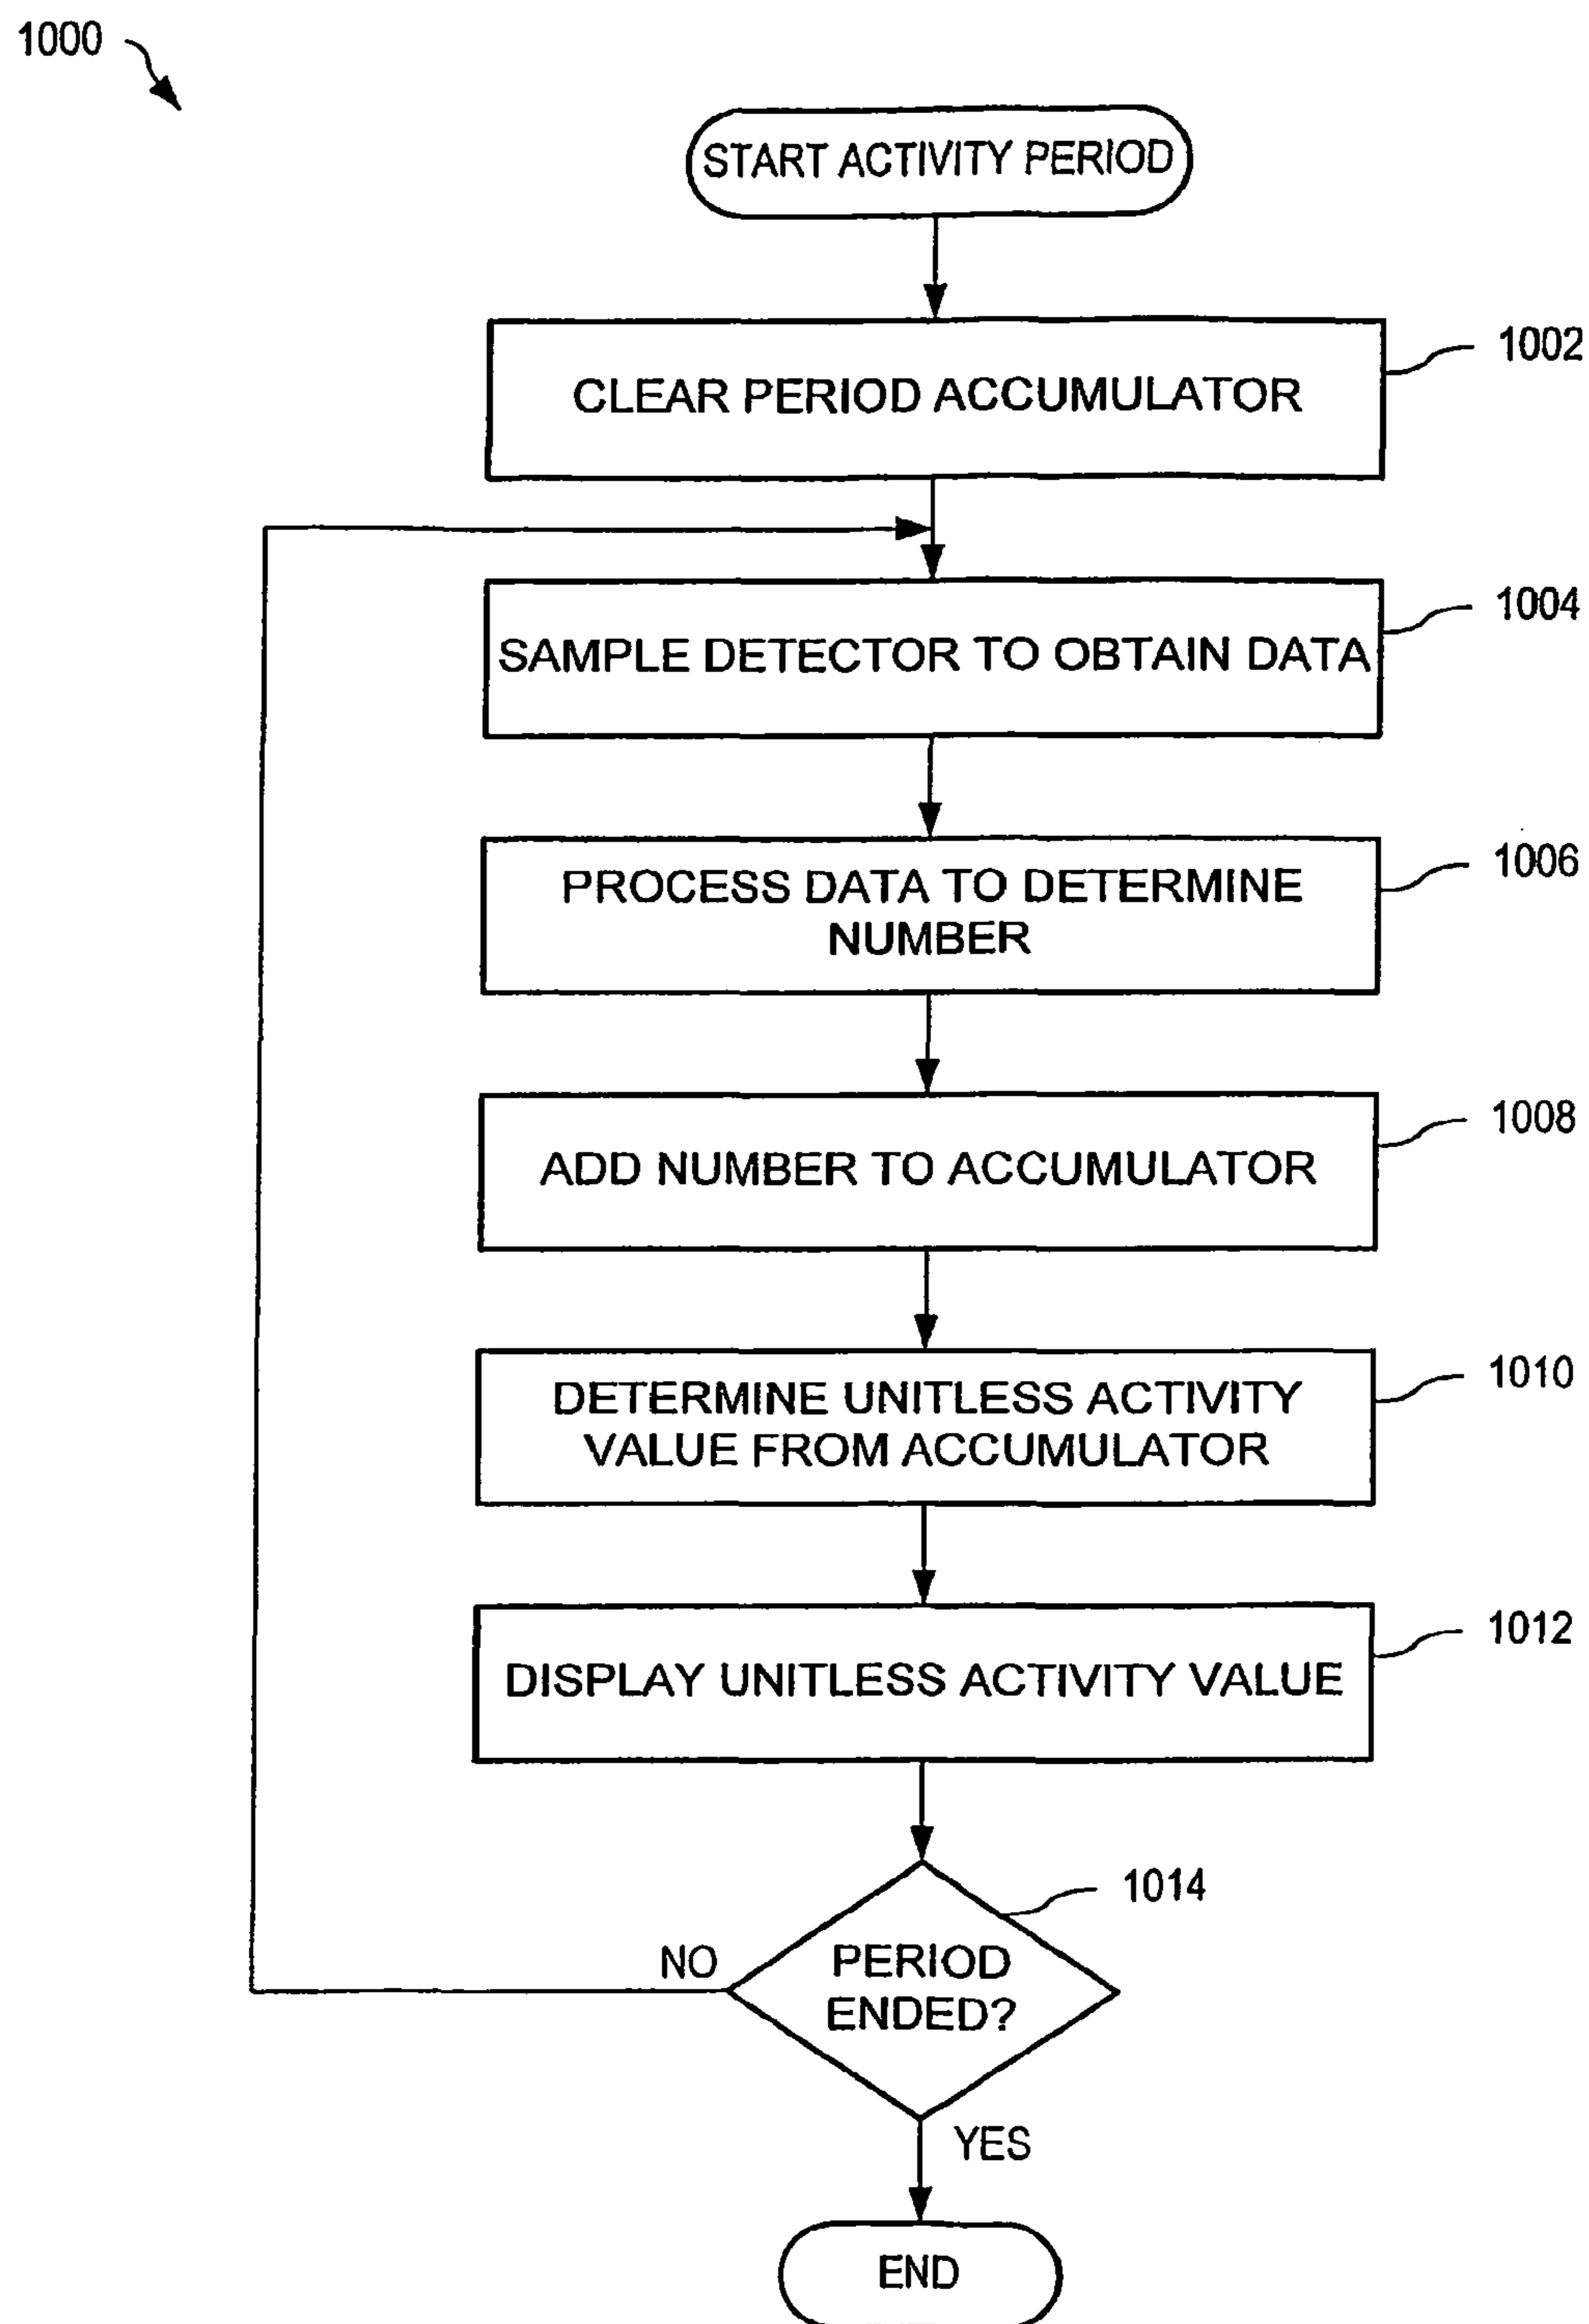 1000
START ACTIVITY PERIOD
CLEAR PERIOD ACCUMULATOR
1002
SAMPLE DETECTOR TO OBTAIN DATA
1004
PROCESS DATA TO DETERMINE
NUMBER
1006
ADD NUMBER TO ACCUMULATOR
1008
DETERMINE UNITLESS ACTIVITY
VALUE FROM ACCUMULATOR
1010
DISPLAY UNITLESS ACTIVITY VALUE
1012
1014
PERIOD
ENDED?
NO
YES
END